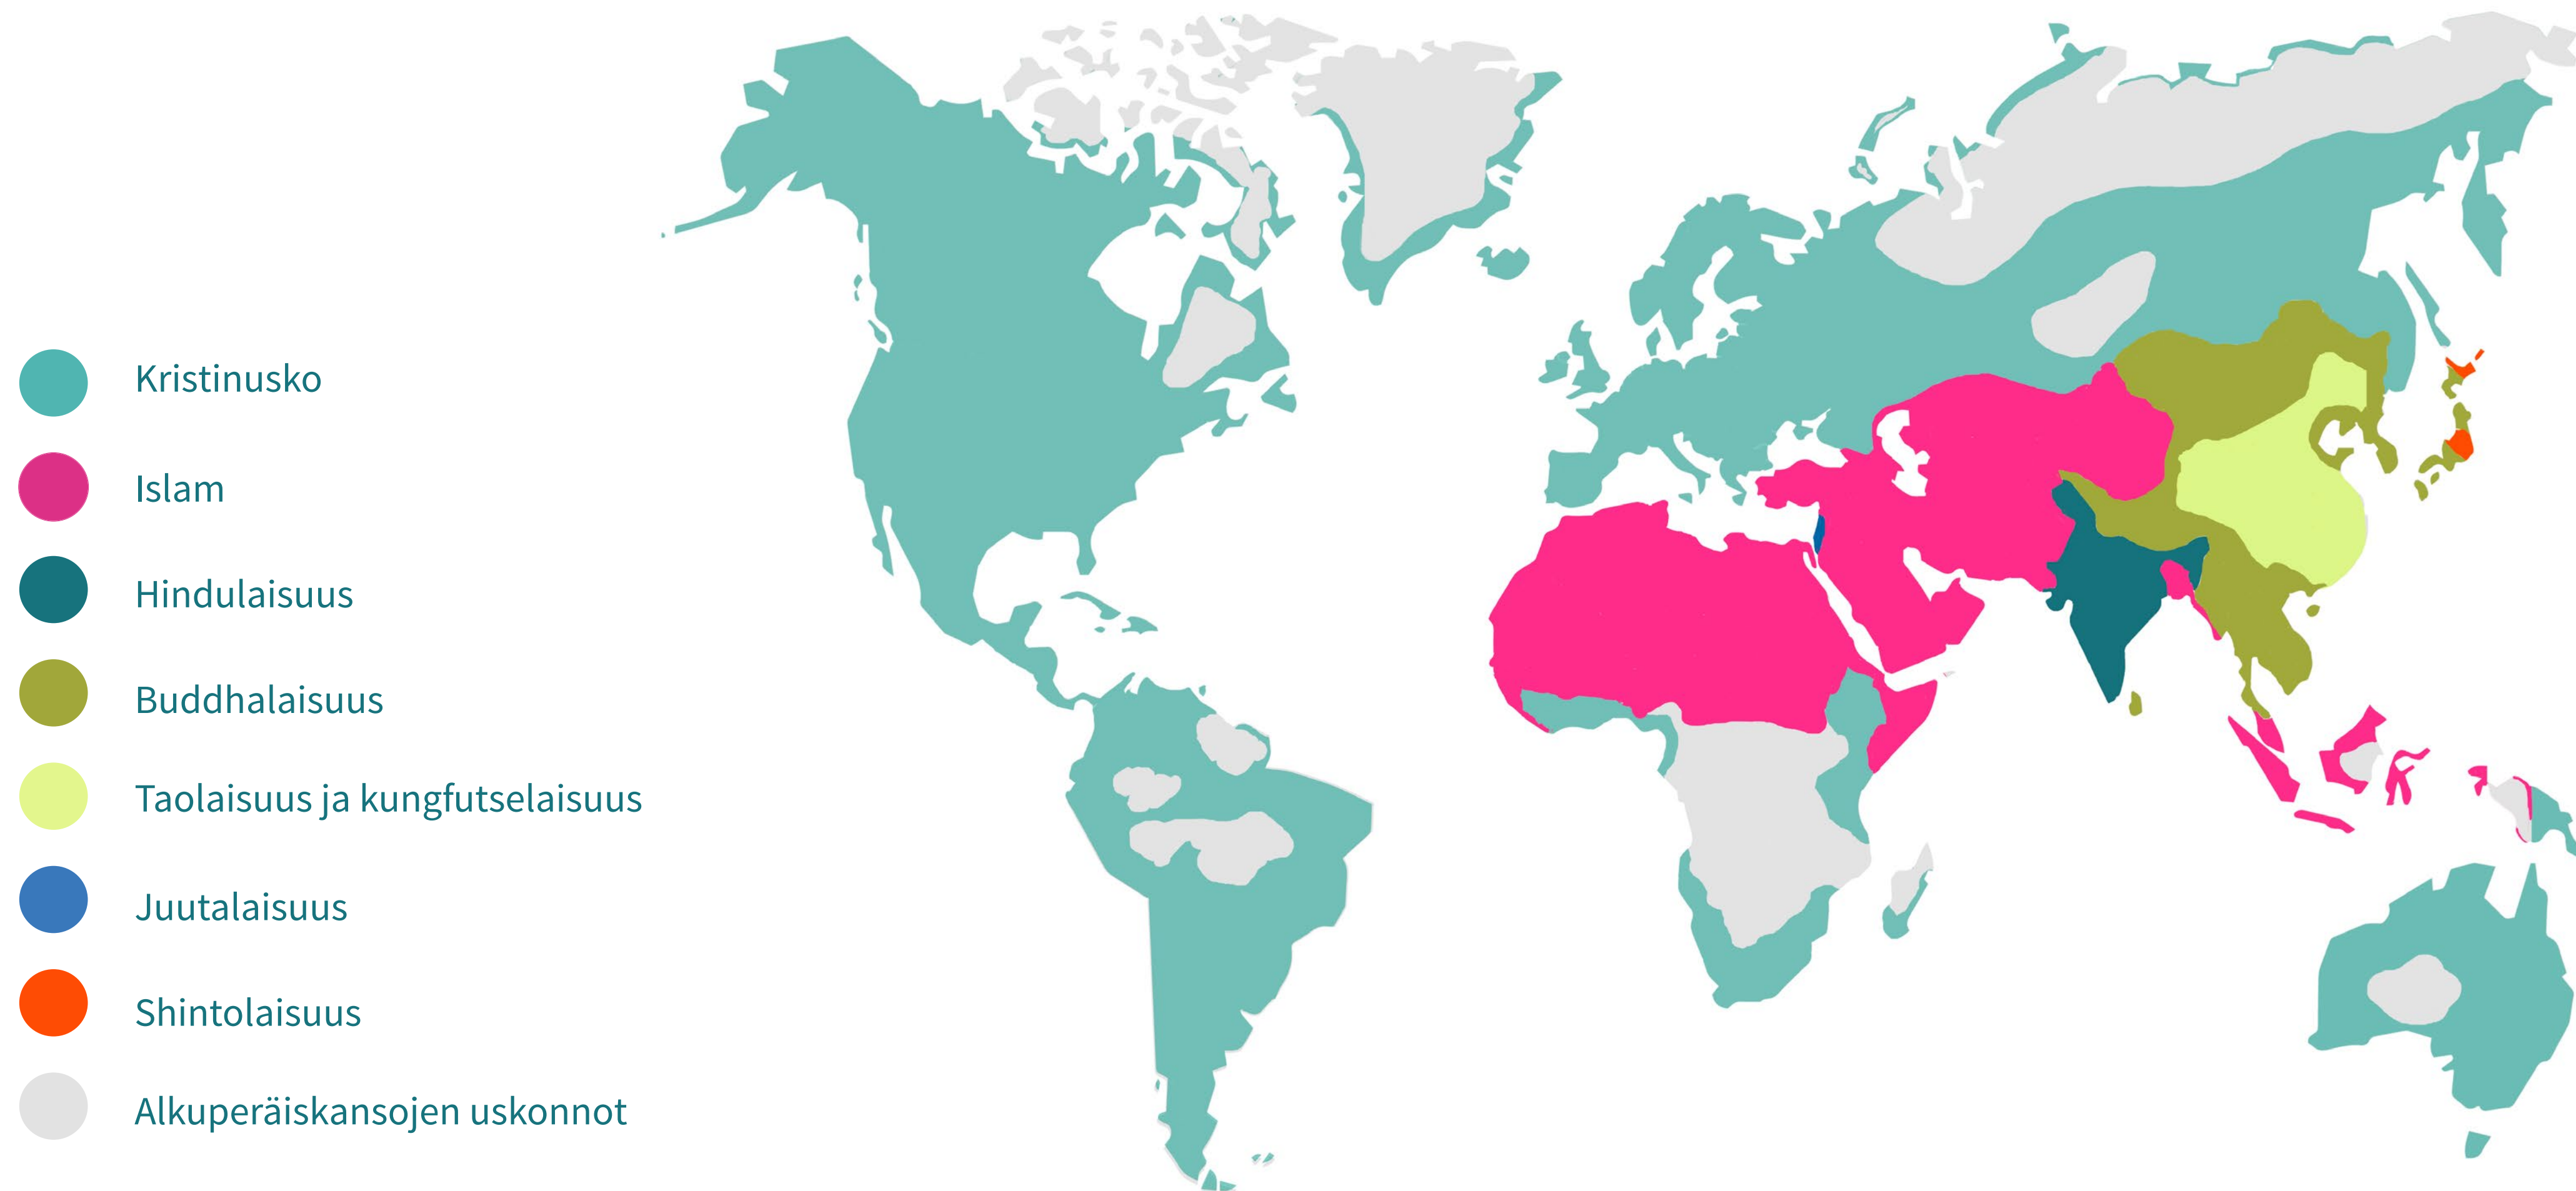 Kristinusko
Islam
Hindulaisuus
Buddhalaisuus
Taolaisuus ja kungfutselaisuus
Juutalaisuus
Shintolaisuus
Alkuperäiskansojen uskonnot